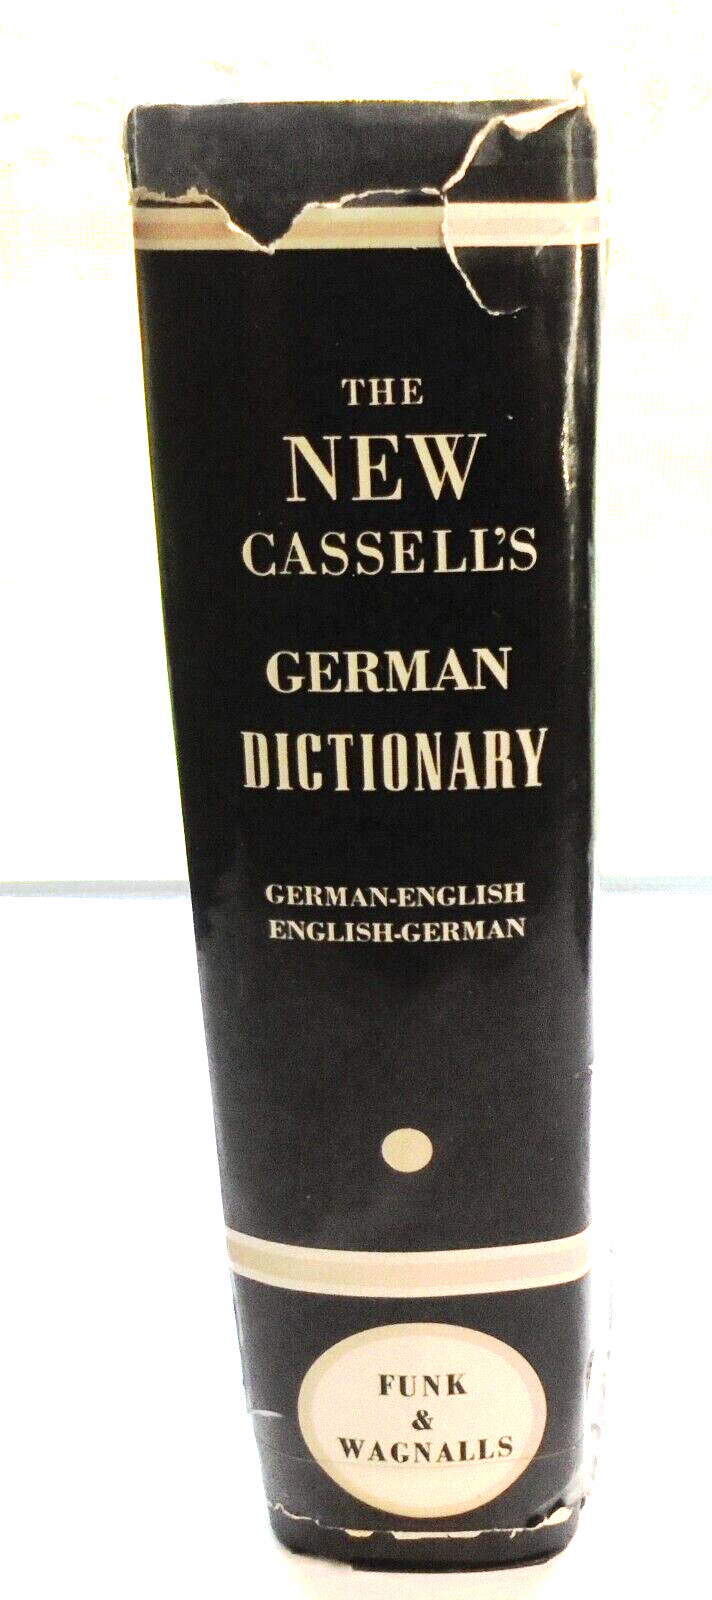 THE
NEW
CASSELL'S
GERMAN
DICTIONARY
GERMAN-ENGLISH
ENGLISH-GERMAN
FUNK
&
WAGNALLS